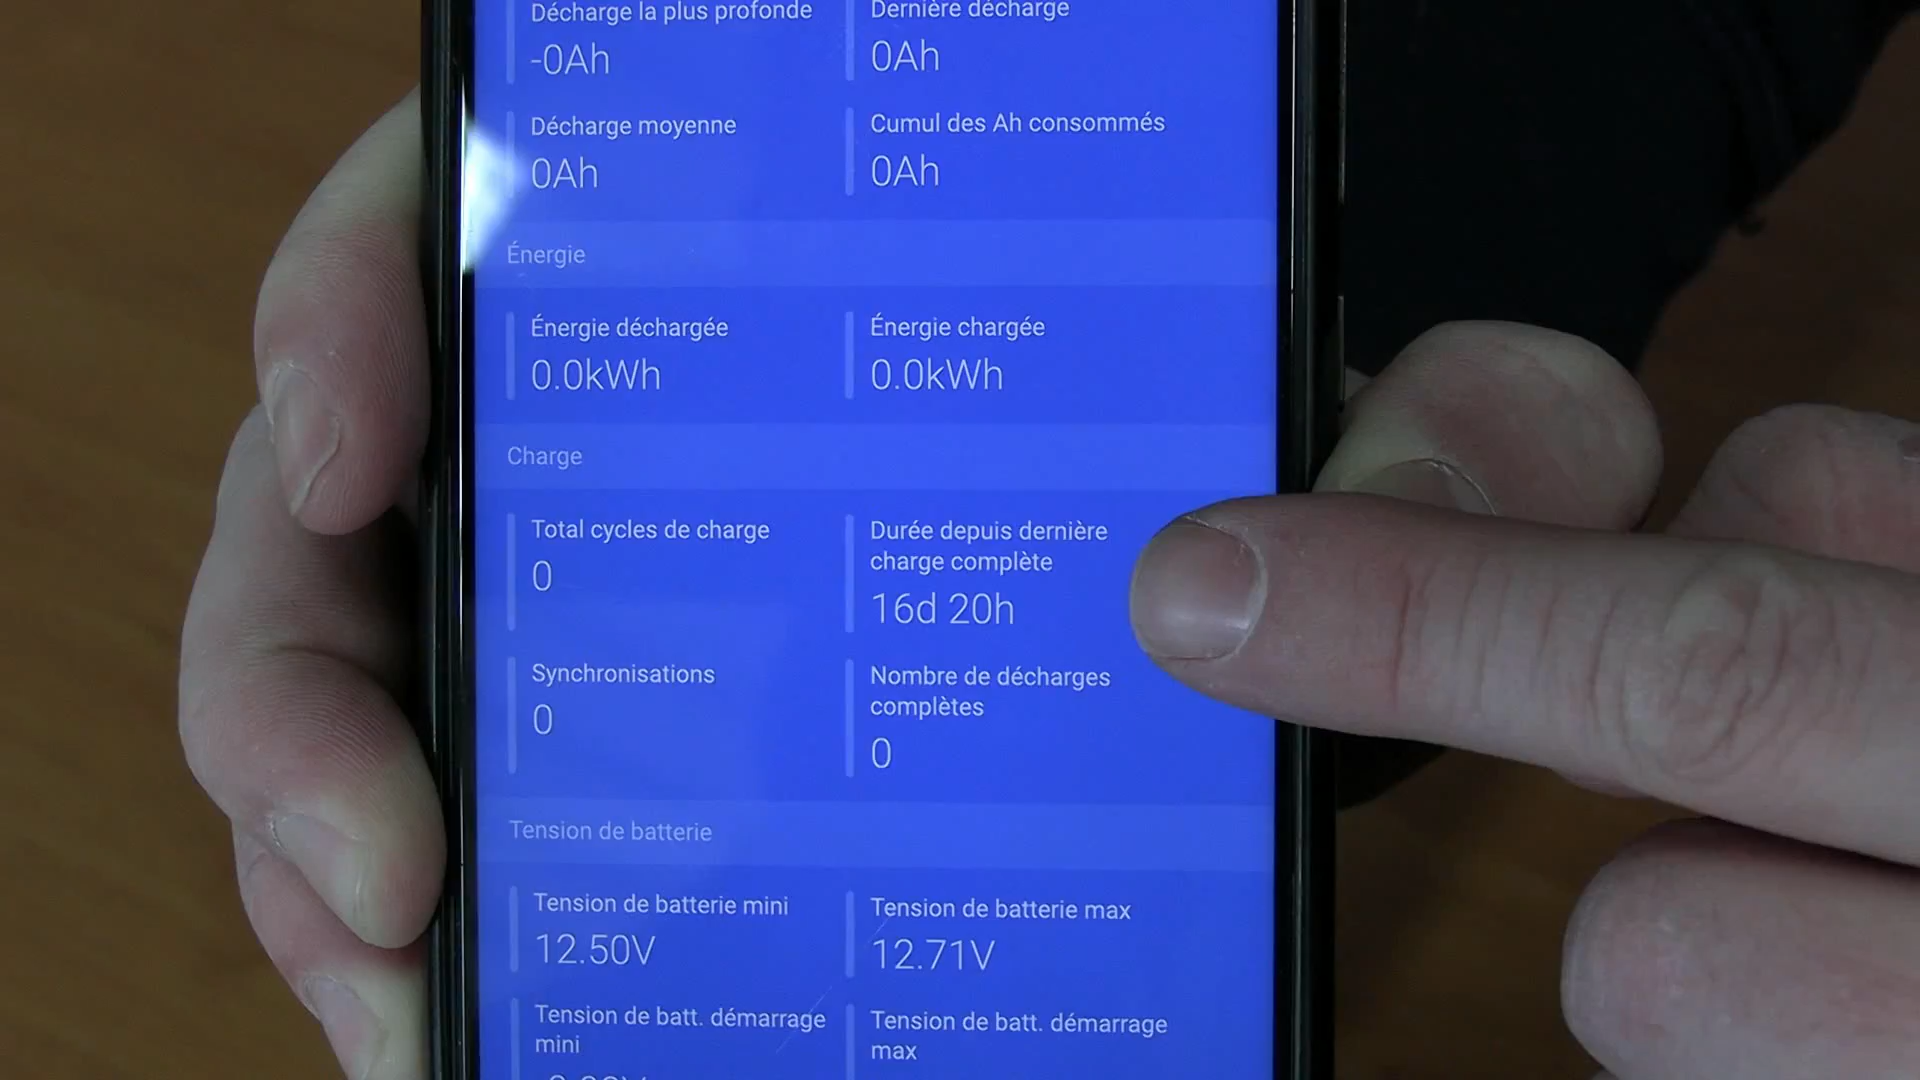 Décharge la plus profonde
Dernière décharge
-0Ah
0Ah
Décharge moyenne
Cumul des Ah consommés
0Ah
0Ah
Énergie
Énergie déchargée
Énergie chargée
0.0kWh
0.0kWh
Charge
Total cycles de charge
0
Durée depuis dernière
charge complète
16d 20h
Synchronisations
0
Nombre de décharges
complètes
0
Tension de batterie
Tension de batterie mini
Tension de batterie max
12.50V
12.71V
Tension de batt. démarrage
mini
Tension de batt. démarrage
max